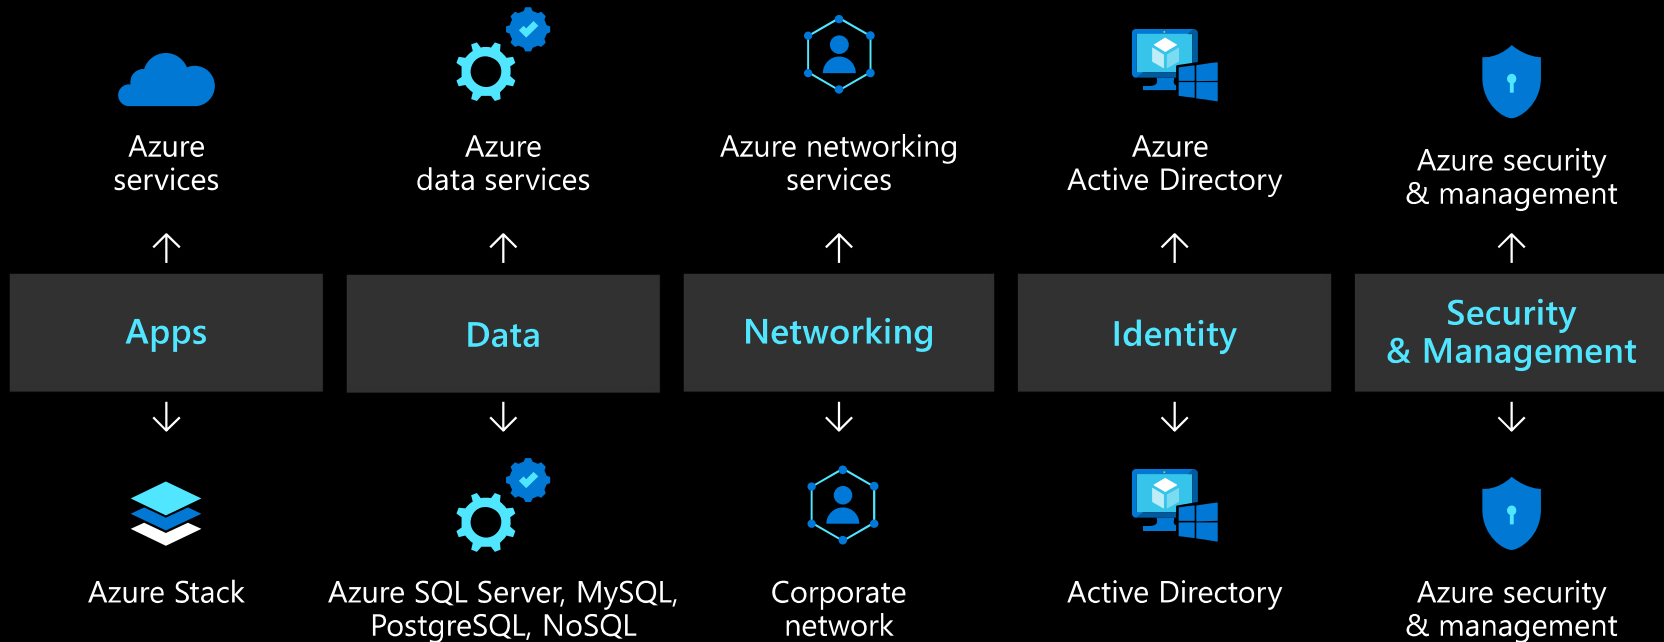 Azure
services
Azure
data services
Azure networking
services
Azure
Active Directory
Azure security
& management
Apps
Data
Networking
Identity
Security
& Management
Azure Stack
Azure SQL Server, MySQL,
PostgreSQL, NoSQL
Corporate
network
Active Directory
Azure security
& management